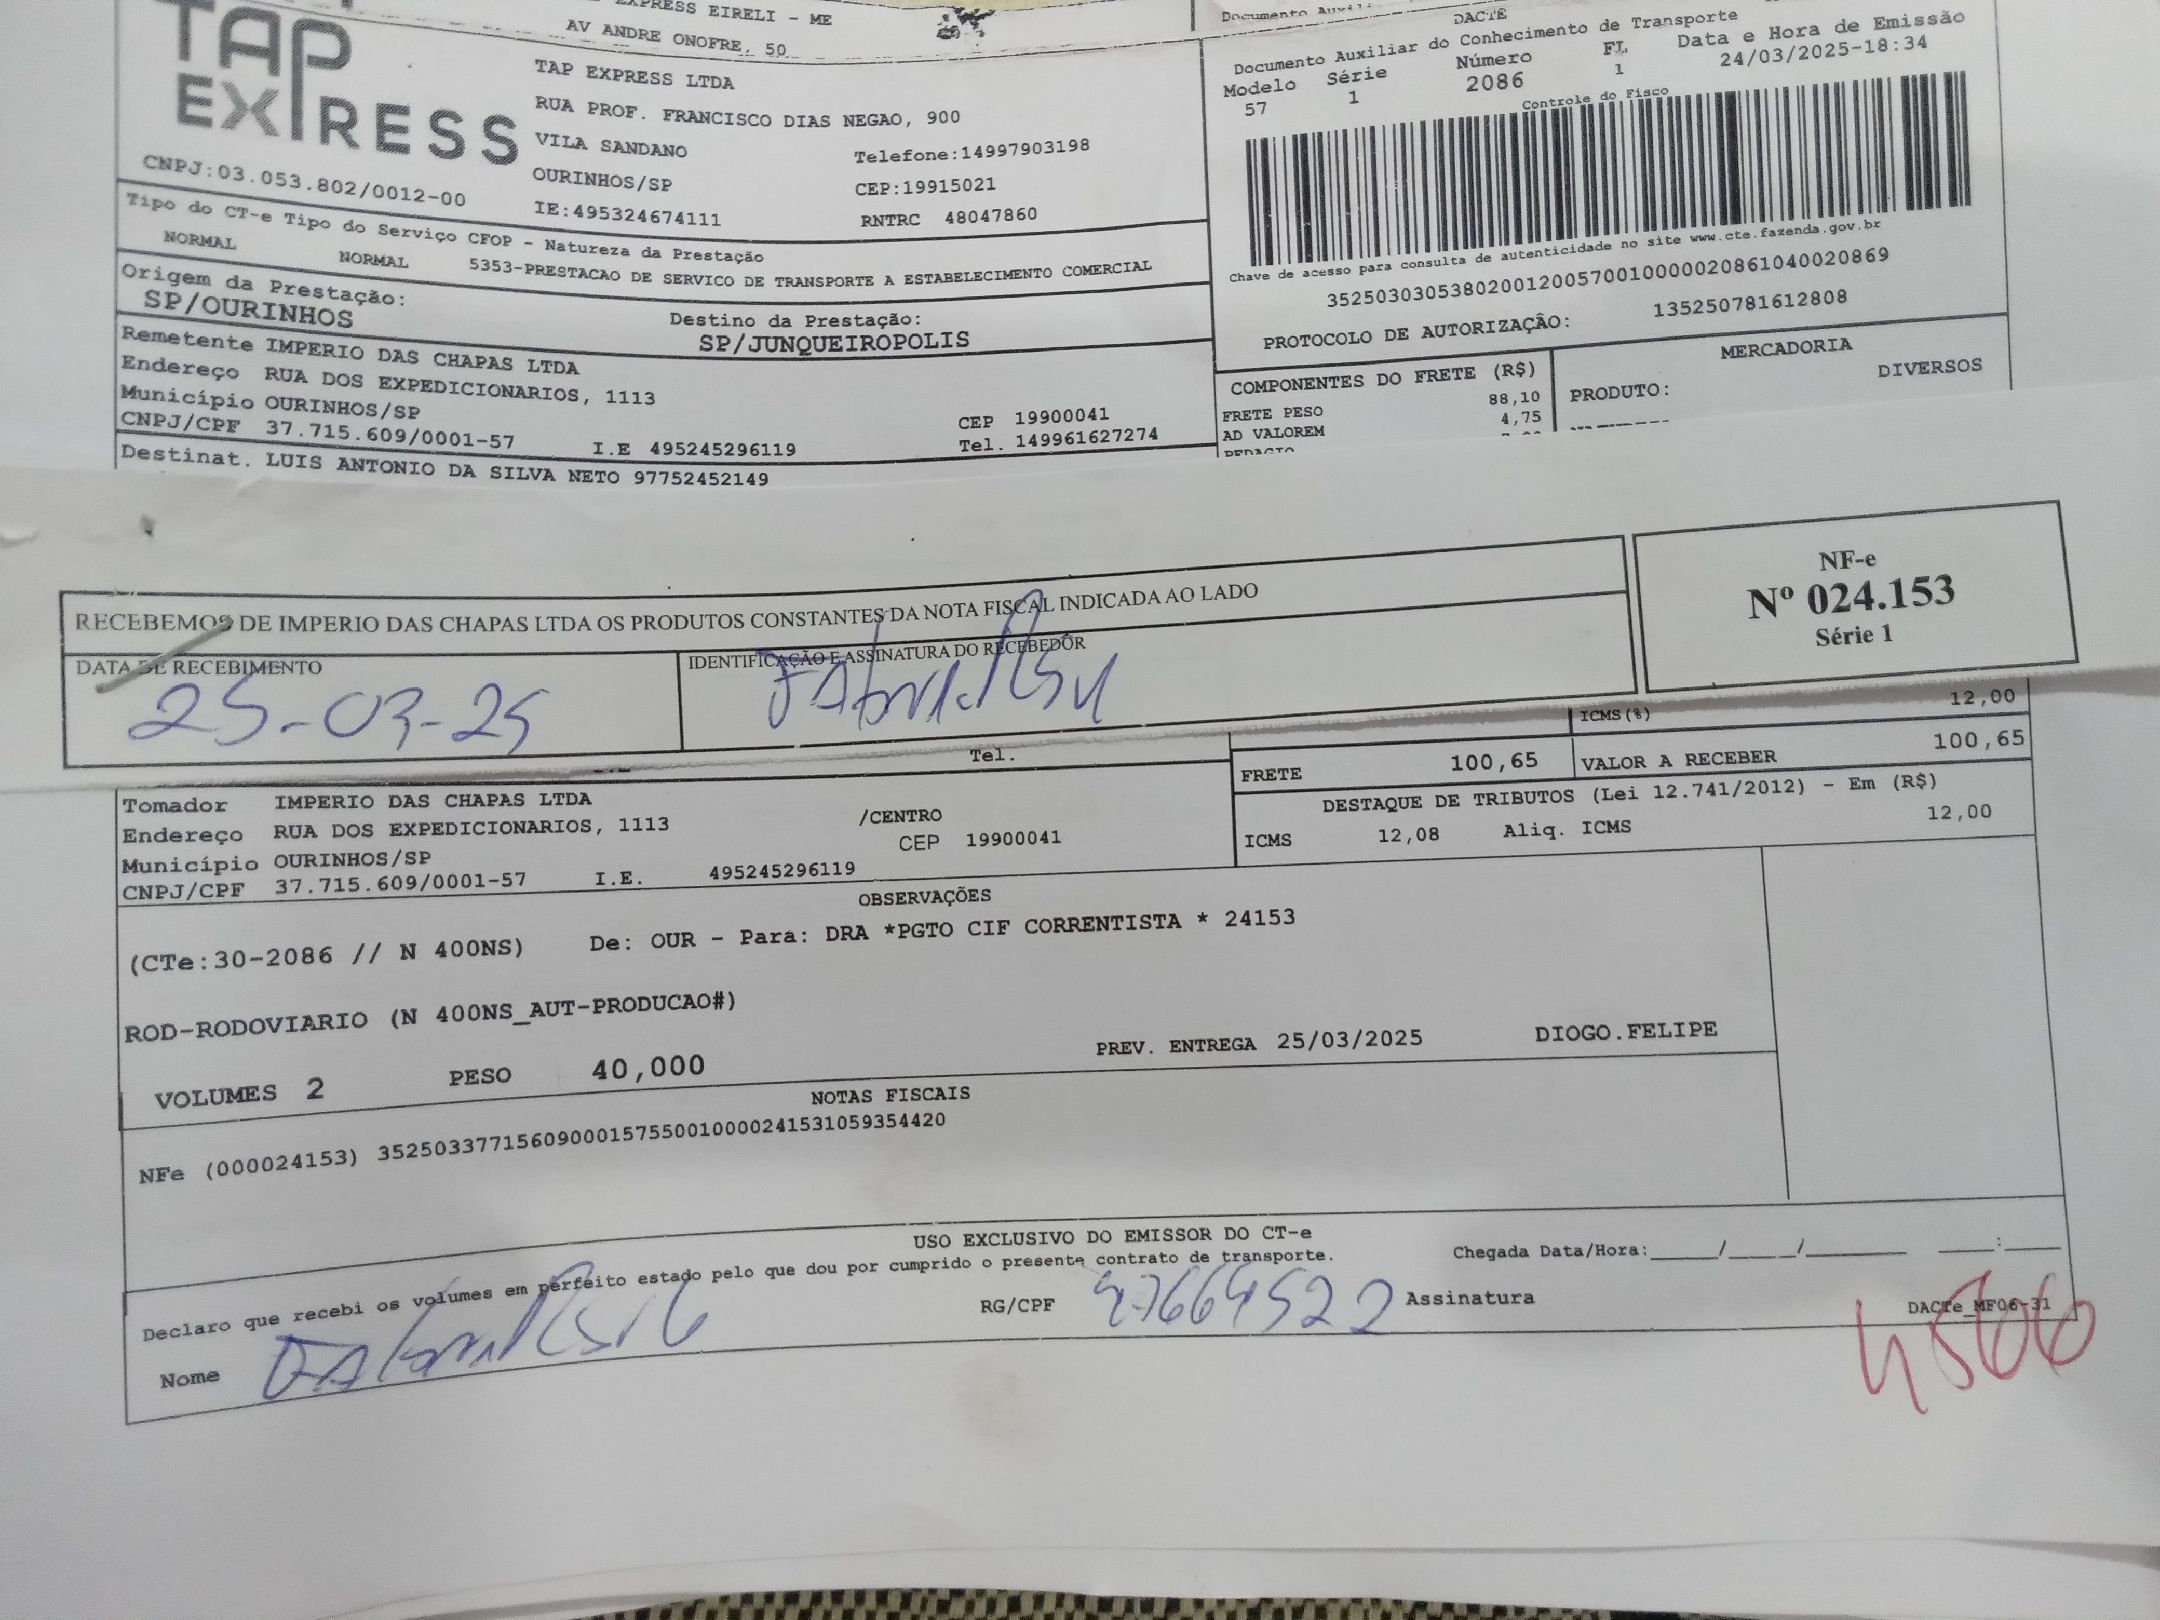 EXPRESS EIRELI - ME
AV ANDRE ONOFRE, 50
TAP
EXPRESS
CNPJ:03.053.802/0012-00
TAP EXPRESS LTDA
RUA PROF. FRANCISCO DIAS NEGAO, 900
VILA SANDANO
Telefone:14997903198
OURINHOS/SP
CEP:19915021
IE:495324674111
RNTRC 48047860
Documento
DACTE
Documento Auxiliar do Conhecimento de Transporte
Modelo Série Número FL Data e Hora de Emissão
57 1 2086 1 24/03/2025-18:34
Controle do Fisco
Chave de acesso para consulta de autenticidade no site www.cte.fazenda.gov.br
35250303053802001200570010000020861040020869
PROTOCOLO DE AUTORIZAÇÂO: 135250781612808
Tipo do CT-e Tipo do Serviço CFOP - Natureza da Prestação
NORMAL NORMAL 5353-PRESTACAO DE SERVICO DE TRANSPORTE A ESTABELECIMENTO COMERCIAL
Origem da Prestação:
SP/OURINHOS
Destino da Prestação:
SP/JUNQUEIROPOLIS
Remetente IMPERIO DAS CHAPAS LTDA
Endereço RUA DOS EXPEDICIONARIOS, 1113
Município OURINHOS/SP
CEP 19900041
CNPJ/CPF 37.715.609/0001-57 I.E 495245296119 Tel. 149961627274
Destinat. LUIS ANTONIO DA SILVA NETO 97752452149
COMPONENTES DO FRETE (R$)
FRETE PESO 88,10
AD VALOREM 4,75
PEDAGIO
MERCADORIA
PRODUTO: DIVERSOS
RECEBEMOS DE IMPERIO DAS CHAPAS LTDA OS PRODUTOS CONSTANTES DA NOTA FISCAL INDICADA AO LADO
DATA DE RECEBIMENTO
25-03-25
IDENTIFICAÇÃO E ASSINATURA DO RECEBEDOR
NF-e
Nº 024.153
Série 1
Tel.
ICMS(%) 12,00
FRETE 100,65 VALOR A RECEBER 100,65
DESTAQUE DE TRIBUTOS (Lei 12.741/2012) - Em (R$)
ICMS 12,08 Aliq. ICMS 12,00
Tomador IMPERIO DAS CHAPAS LTDA
Endereço RUA DOS EXPEDICIONARIOS, 1113 /CENTRO
Município OURINHOS/SP CEP 19900041
CNPJ/CPF 37.715.609/0001-57 I.E. 495245296119
OBSERVAÇÕES
(CTe:30-2086 // N 400NS) De: OUR - Para: DRA *PGTO CIF CORRENTISTA * 24153
ROD-RODOVIARIO (N 400NS_AUT-PRODUCAO#)
PREV. ENTREGA 25/03/2025 DIOGO.FELIPE
VOLUMES 2 PESO 40,000
NOTAS FISCAIS
NFe (000024153) 35250337715609000157550010000241531059354420
USO EXCLUSIVO DO EMISSOR DO CT-e
Declaro que recebi os volumes em perfeito estado pelo que dou por cumprido o presente contrato de transporte.
Chegada Data/Hora:____/____/______ ___:___
Nome
RG/CPF 47664522 Assinatura
DACTe_MF06-31